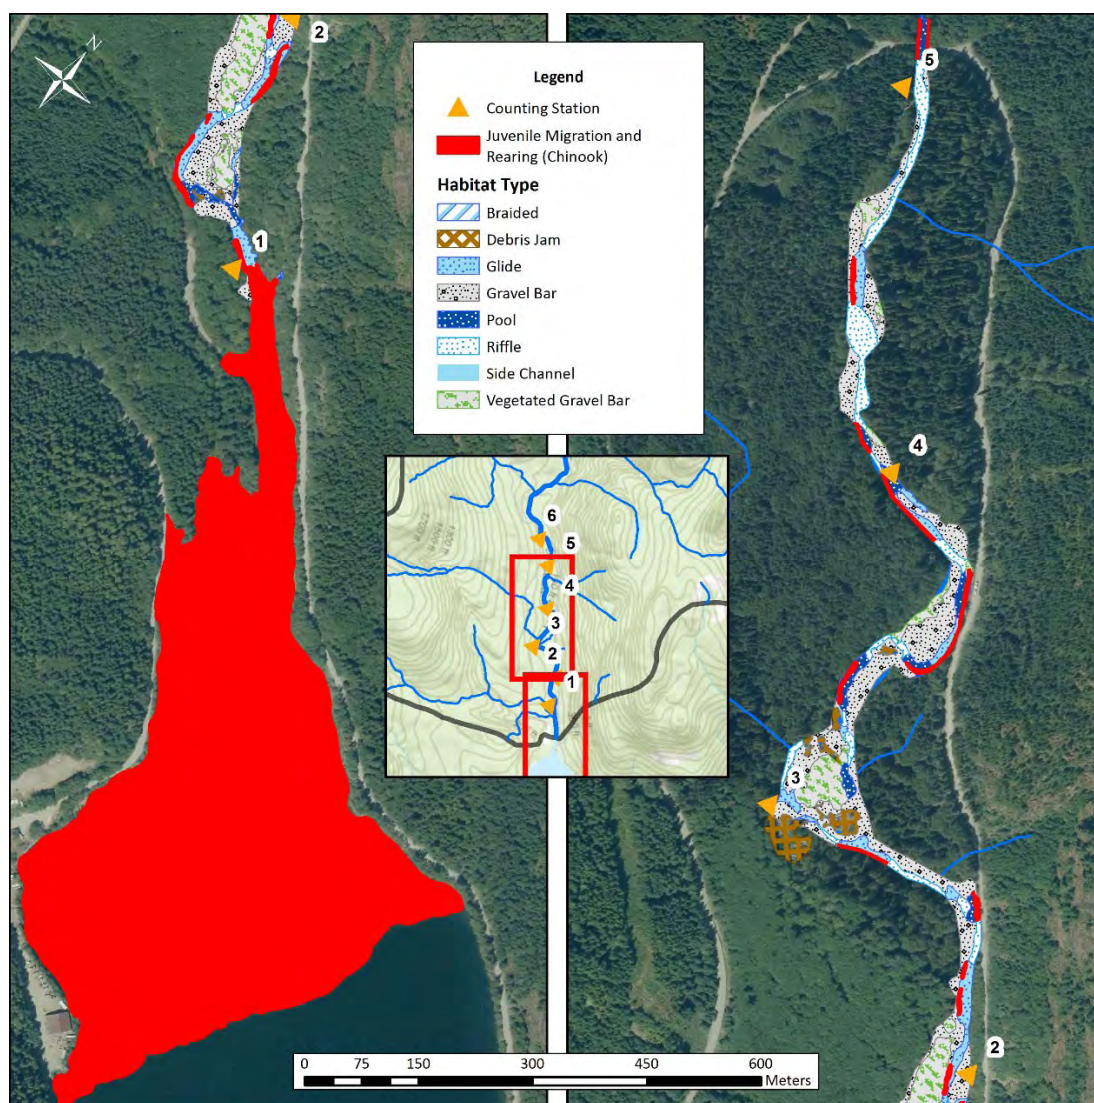 N
2
1
Legend
Counting Station
Juvenile Migration and
Rearing (Chinook)
Habitat Type
Braided
Debris Jam
Glide
Gravel Bar
Pool
Riffle
Side Channel
Vegetated Gravel Bar
5
4
3
2
6
5
4
3
2
1
0 75 150 300 450 600
Meters